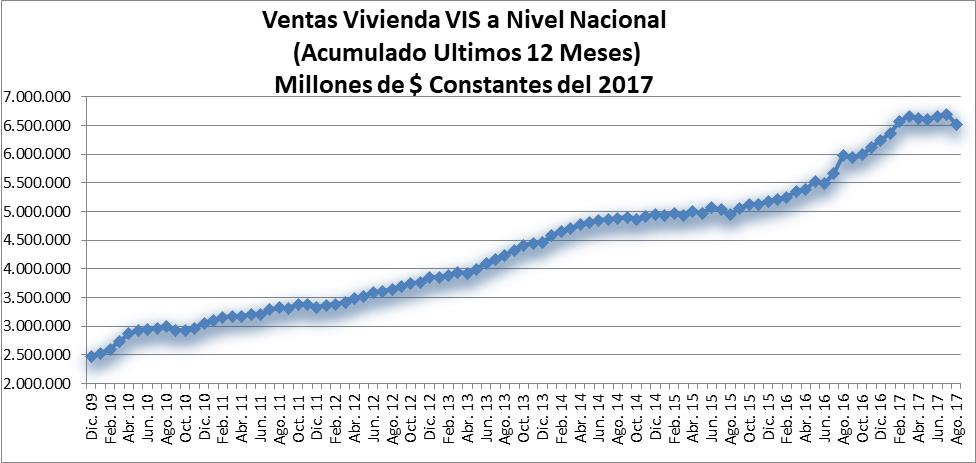 Ventas Vivienda VIS a Nivel Nacional
(Acumulado Ultimos 12 Meses)
Millones de $ Constantes del 2017
7.000.000
6.500.000
6.000.000
5.500.000
5.000.000
4.500.000
4.000.000
3.500.000
3.000.000
2.500.000
2.000.000
Dic. 09
Feb. 10
Abr. 10
Jun. 10
Ago. 10
Oct. 10
Dic. 10
Feb. 11
Abr. 11
Jun. 11
Ago. 11
Oct. 11
Dic. 11
Feb. 12
Abr. 12
Jun. 12
Ago. 12
Oct. 12
Dic. 12
Feb. 13
Abr. 13
Jun. 13
Ago. 13
Oct. 13
Dic. 13
Feb. 14
Abr. 14
Jun. 14
Ago. 14
Oct. 14
Dic. 14
Feb. 15
Abr. 15
Jun. 15
Ago. 15
Oct. 15
Dic. 15
Feb. 16
Abr. 16
Jun. 16
Ago. 16
Oct. 16
Dic. 16
Feb. 17
Abr. 17
Jun. 17
Ago. 17